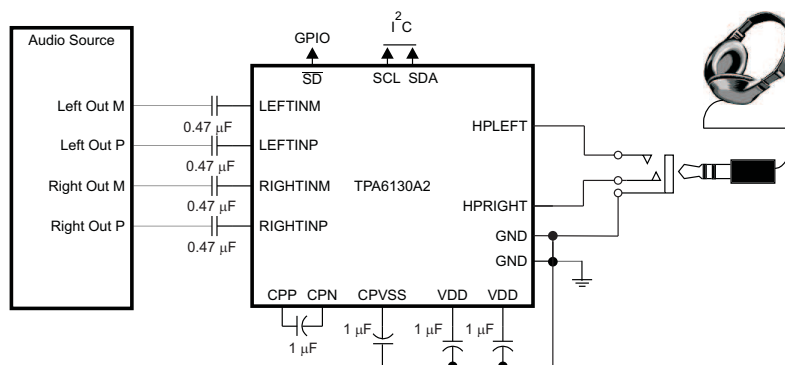 Audio Source
Left Out M
Left Out P
Right Out M
Right Out P
0.47 μF
0.47 μF
0.47 μF
0.47 μF
GPIO
I²C
SD
SCL SDA
LEFTINM
LEFTINP
RIGHTINM
RIGHTINP
TPA6130A2
HPLEFT
HPRIGHT
GND
GND
CPP CPN CPVSS VDD VDD
1 μF
1 μF
1 μF
1 μF